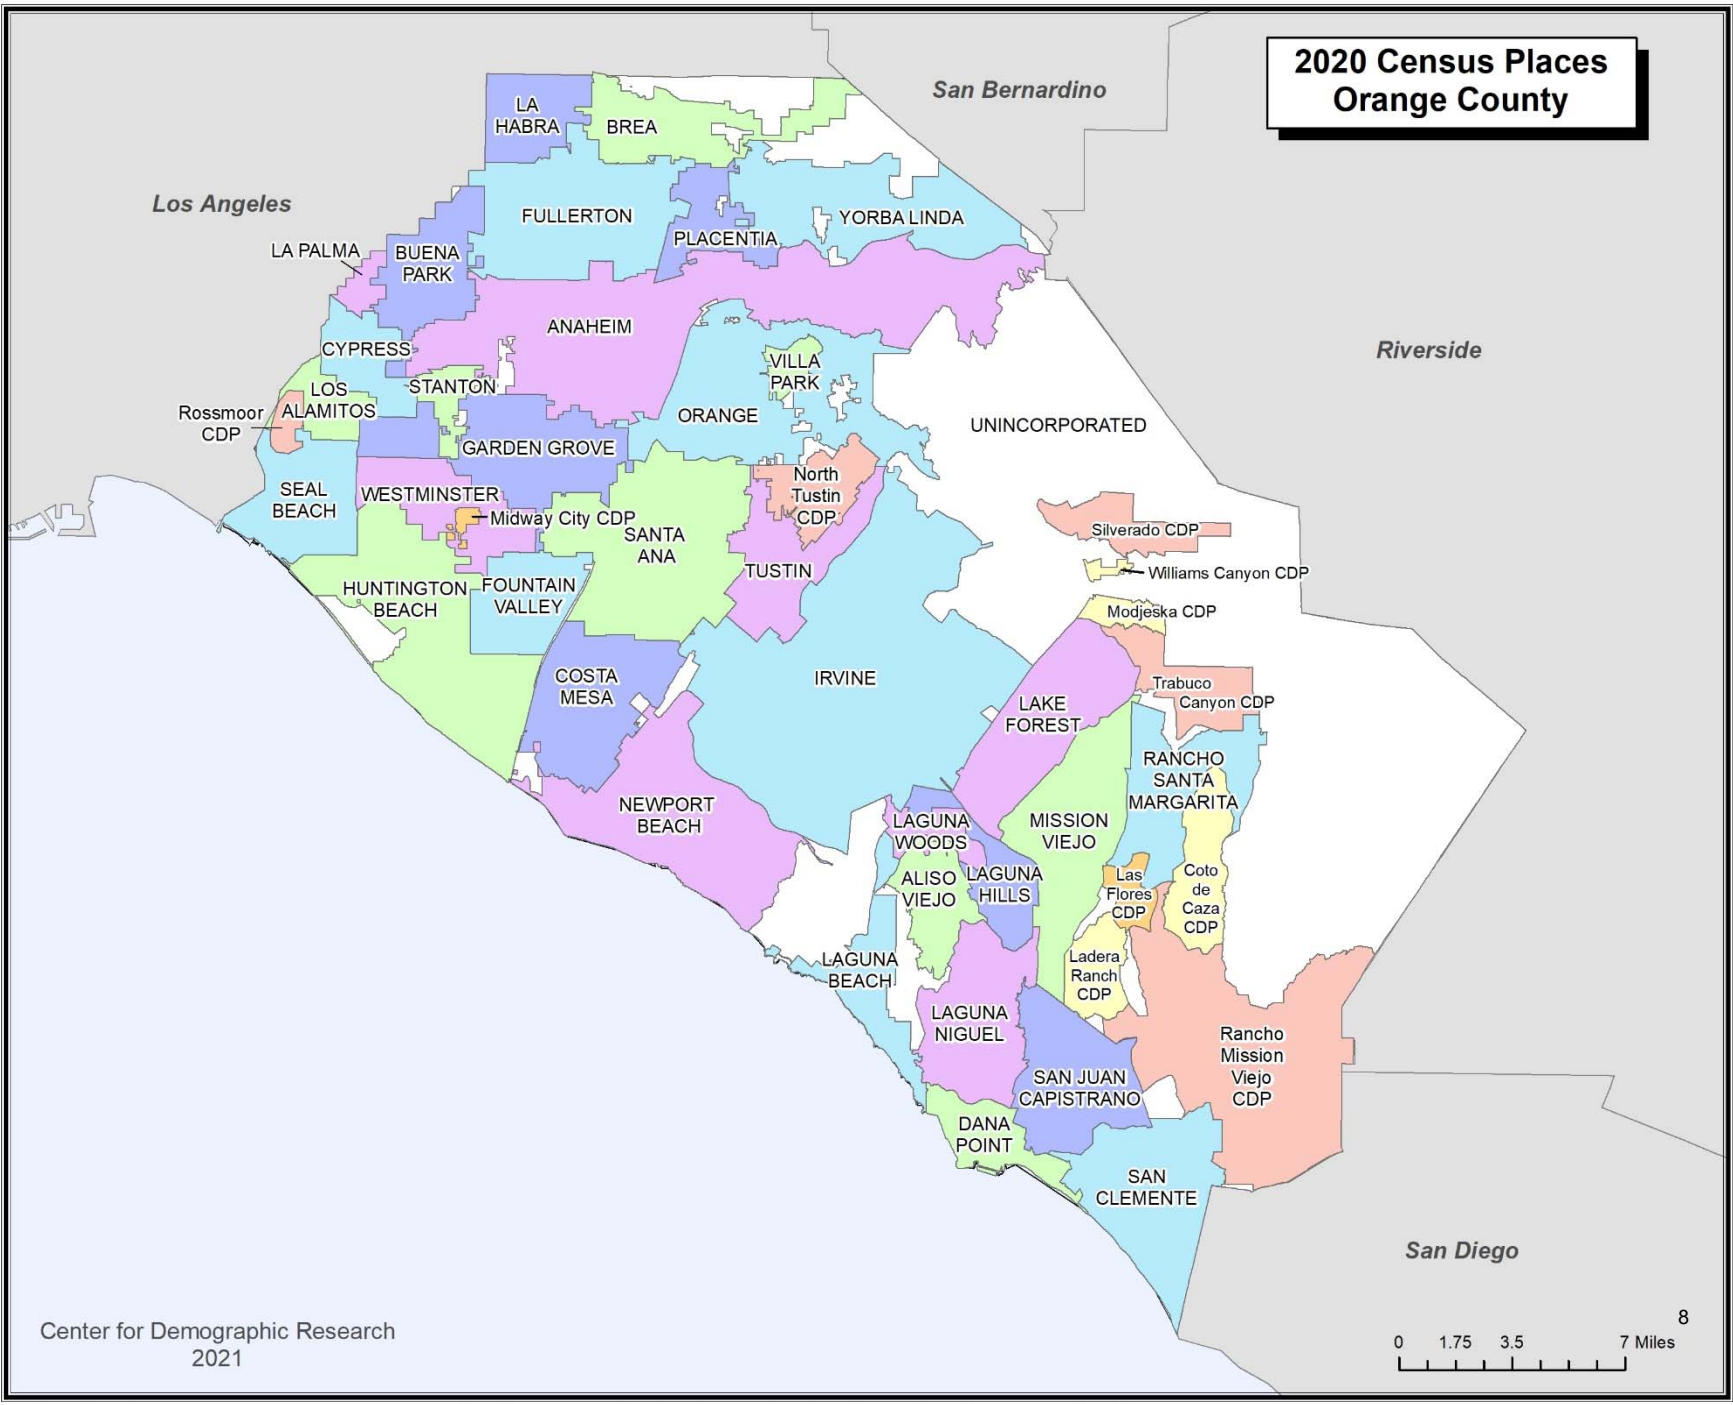 2020 Census Places
Orange County
San Bernardino
Los Angeles
Riverside
San Diego
LA
HABRA
BREA
FULLERTON
PLACENTIA
YORBA LINDA
LA PALMA
BUENA
PARK
ANAHEIM
CYPRESS
STANTON
LOS
ALAMITOS
Rossmoor
CDP
VILLA
PARK
ORANGE
UNINCORPORATED
GARDEN GROVE
SEAL
BEACH
WESTMINSTER
Midway City CDP
SANTA
ANA
North
Tustin
CDP
TUSTIN
Silverado CDP
Williams Canyon CDP
Modjeska CDP
HUNTINGTON
BEACH
FOUNTAIN
VALLEY
COSTA
MESA
IRVINE
LAKE
FOREST
Trabuco
Canyon CDP
RANCHO
SANTA
MARGARITA
NEWPORT
BEACH
LAGUNA
WOODS
MISSION
VIEJO
ALISO
VIEJO
LAGUNA
HILLS
Las
Flores
CDP
Coto
de
Caza
CDP
LAGUNA
BEACH
Ladera
Ranch
CDP
LAGUNA
NIGUEL
Rancho
Mission
Viejo
CDP
SAN JUAN
CAPISTRANO
DANA
POINT
SAN
CLEMENTE
Center for Demographic Research
2021
8
0 1.75 3.5 7 Miles